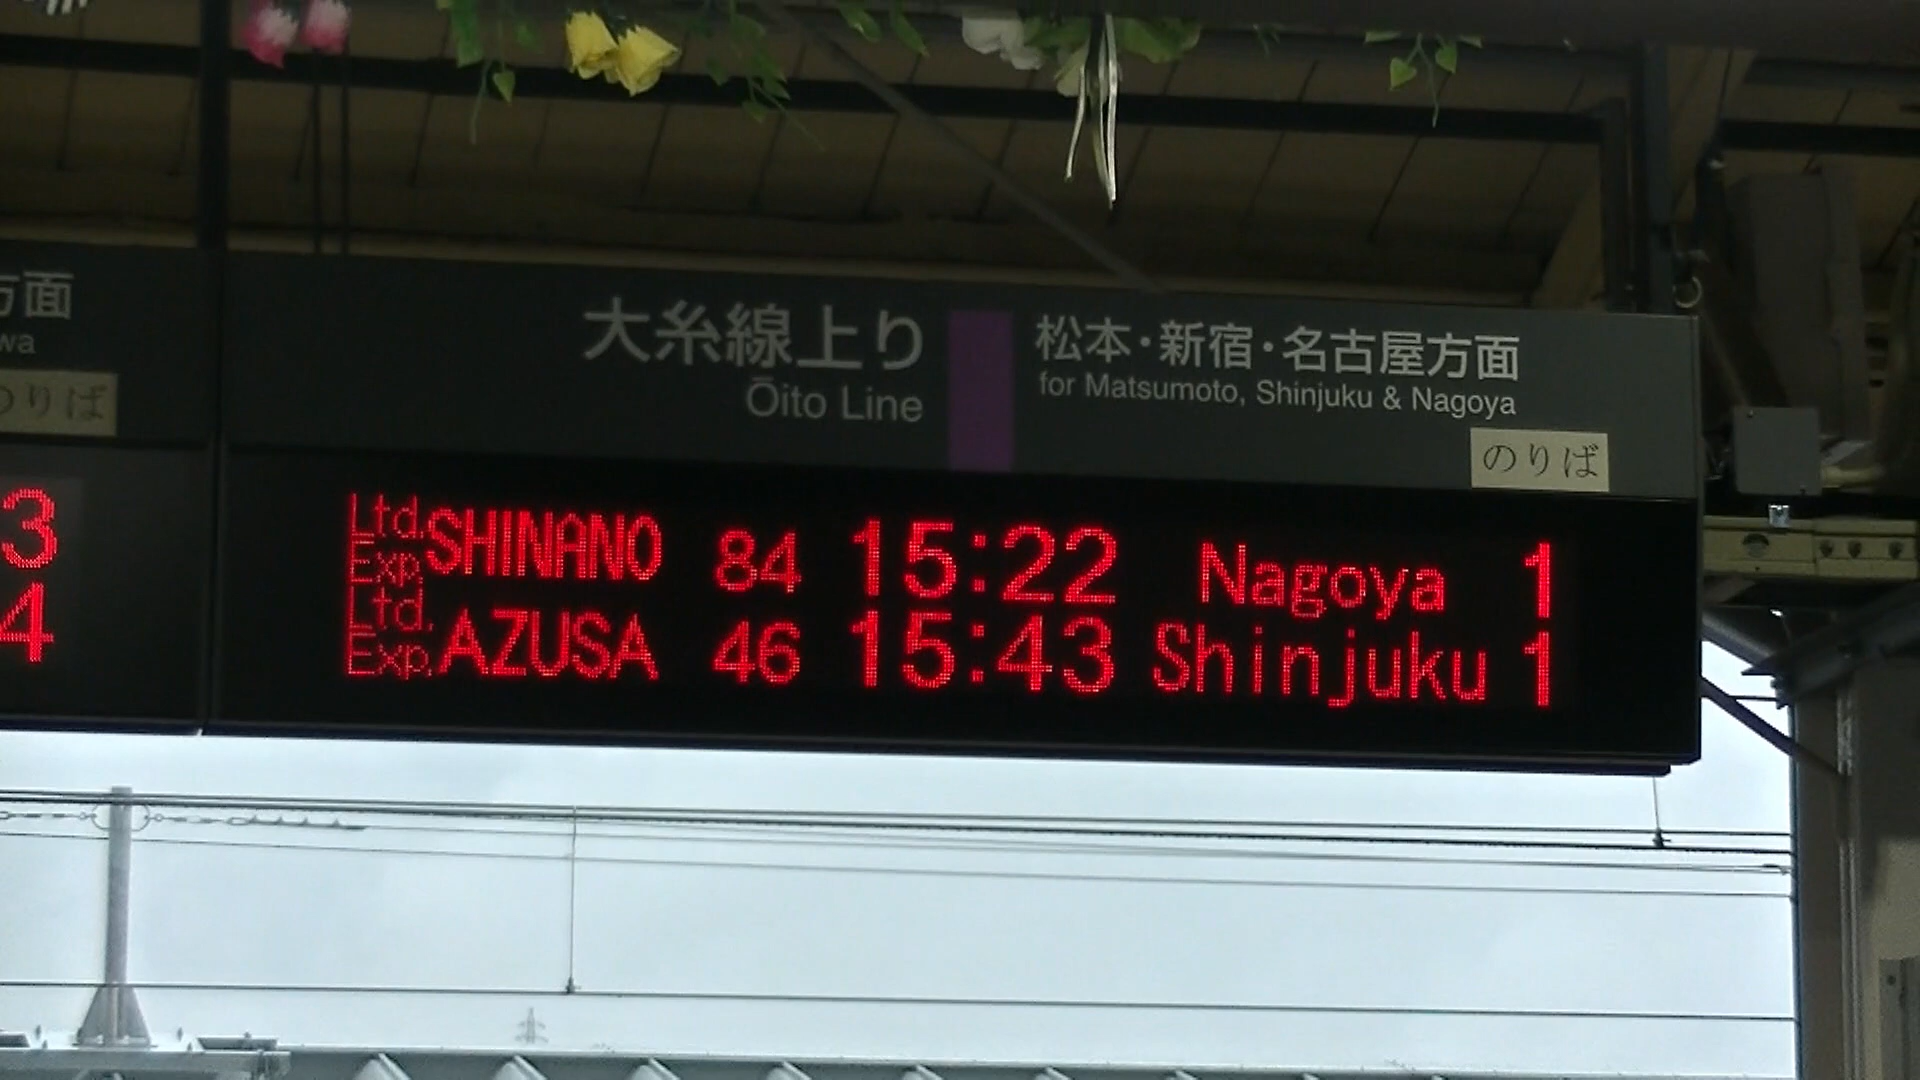 方面
wa
のりば
3
4
大糸線上り
Ōito Line
松本・新宿・名古屋方面
for Matsumoto, Shinjuku & Nagoya
のりば
Ltd. Exp. SHINANO 84 15:22 Nagoya 1
Ltd. Exp. AZUSA 46 15:43 Shinjuku 1